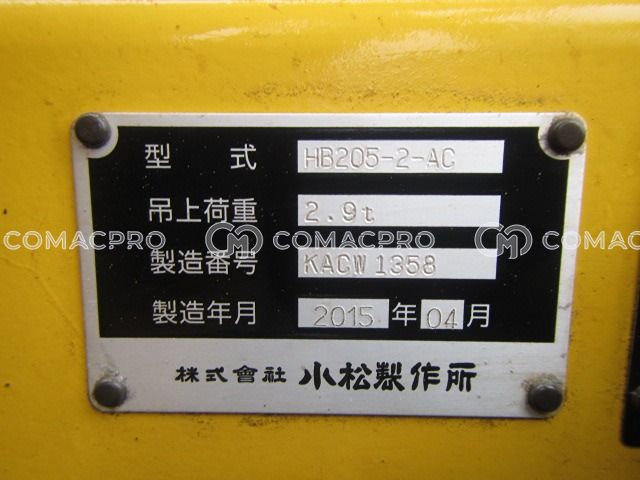 型式 HB205-2-AC
吊上荷重 2.9t
製造番号 KACW1358
製造年月 2015年04月
株式會社 小松製作所
COMACPRO COMACPRO COMACPRO